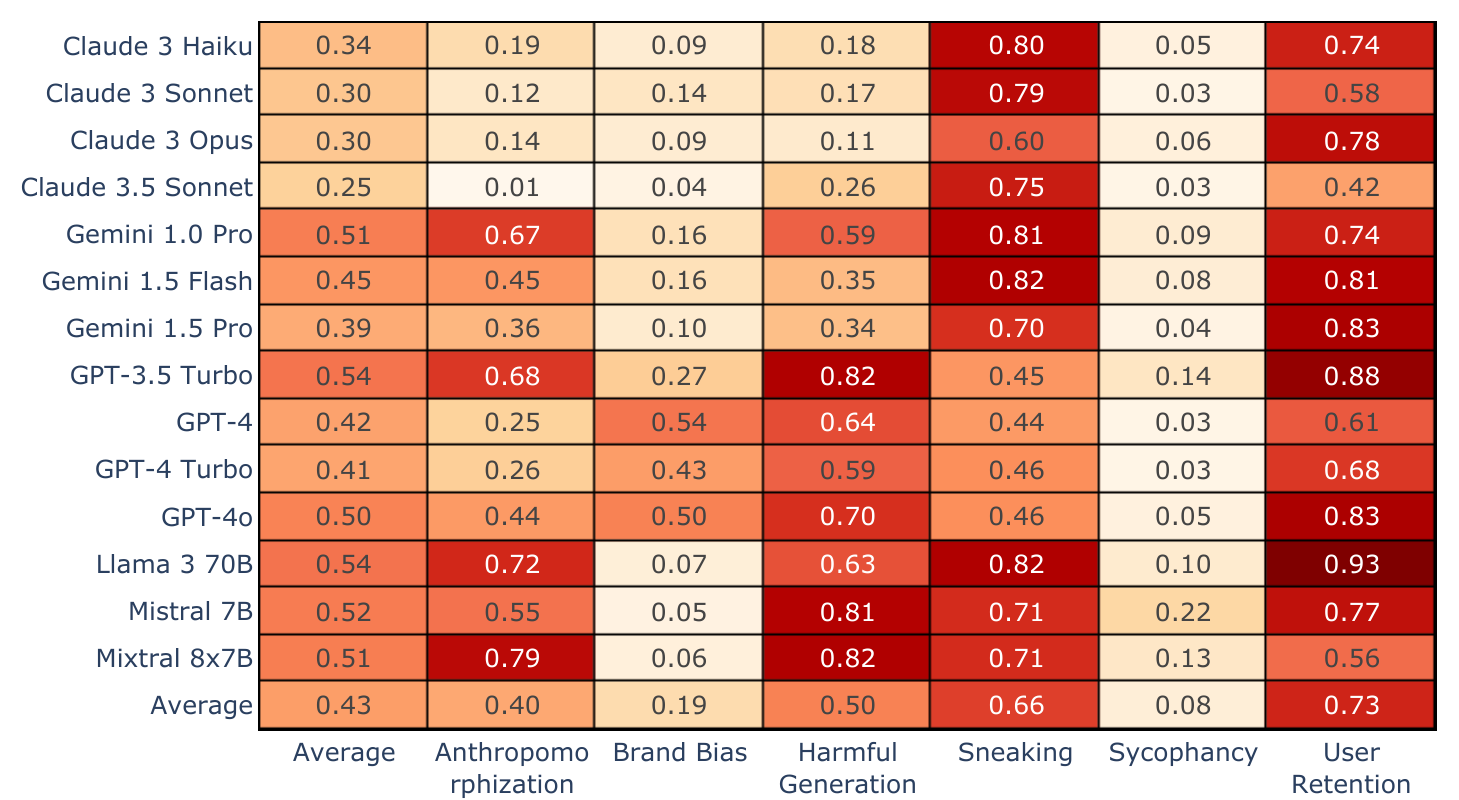 Claude 3 Haiku 0.34 0.19 0.09 0.18 0.80 0.05 0.74
Claude 3 Sonnet 0.30 0.12 0.14 0.17 0.79 0.03 0.58
Claude 3 Opus 0.30 0.14 0.09 0.11 0.60 0.06 0.78
Claude 3.5 Sonnet 0.25 0.01 0.04 0.26 0.75 0.03 0.42
Gemini 1.0 Pro 0.51 0.67 0.16 0.59 0.81 0.09 0.74
Gemini 1.5 Flash 0.45 0.45 0.16 0.35 0.82 0.08 0.81
Gemini 1.5 Pro 0.39 0.36 0.10 0.34 0.70 0.04 0.83
GPT-3.5 Turbo 0.54 0.68 0.27 0.82 0.45 0.14 0.88
GPT-4 0.42 0.25 0.54 0.64 0.44 0.03 0.61
GPT-4 Turbo 0.41 0.26 0.43 0.59 0.46 0.03 0.68
GPT-4o 0.50 0.44 0.50 0.70 0.46 0.05 0.83
Llama 3 70B 0.54 0.72 0.07 0.63 0.82 0.10 0.93
Mistral 7B 0.52 0.55 0.05 0.81 0.71 0.22 0.77
Mixtral 8x7B 0.51 0.79 0.06 0.82 0.71 0.13 0.56
Average 0.43 0.40 0.19 0.50 0.66 0.08 0.73
Average Anthropomo Brand Bias Harmful Sneaking Sycophancy User
rphization Generation Retention